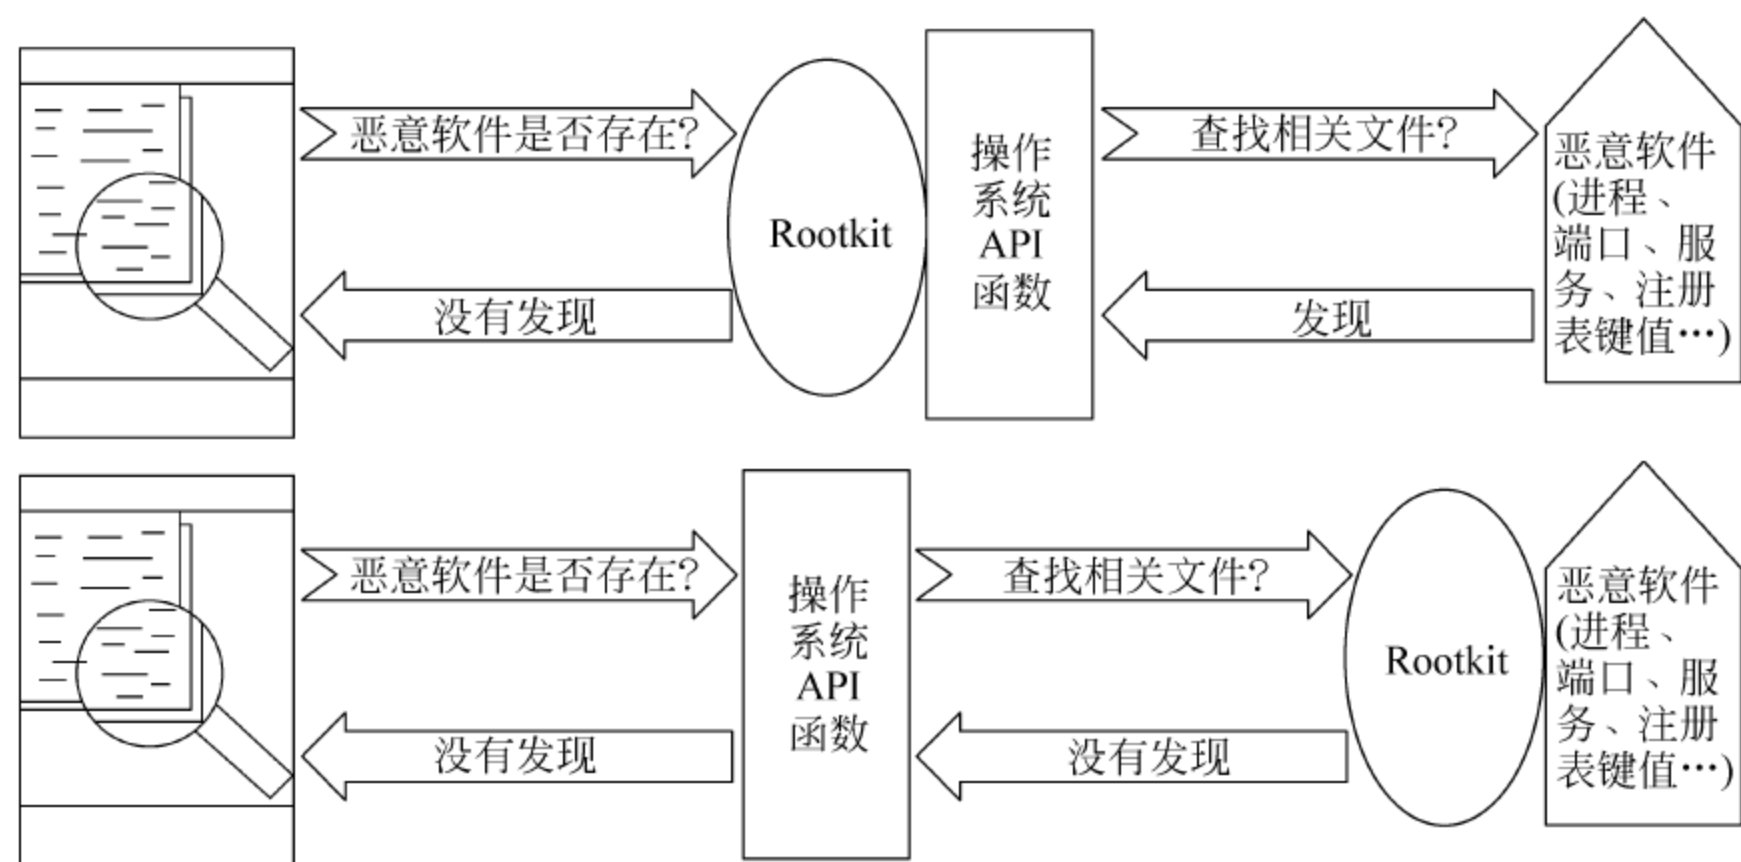 恶意软件是否存在?
Rootkit
操作
系统
API
函数
查找相关文件?
恶意软件
(进程、
端口、服
务、注册
表键值…)
没有发现
发现
恶意软件是否存在?
操作
系统
API
函数
查找相关文件?
Rootkit
恶意软件
(进程、
端口、服
务、注册
表键值…)
没有发现
没有发现